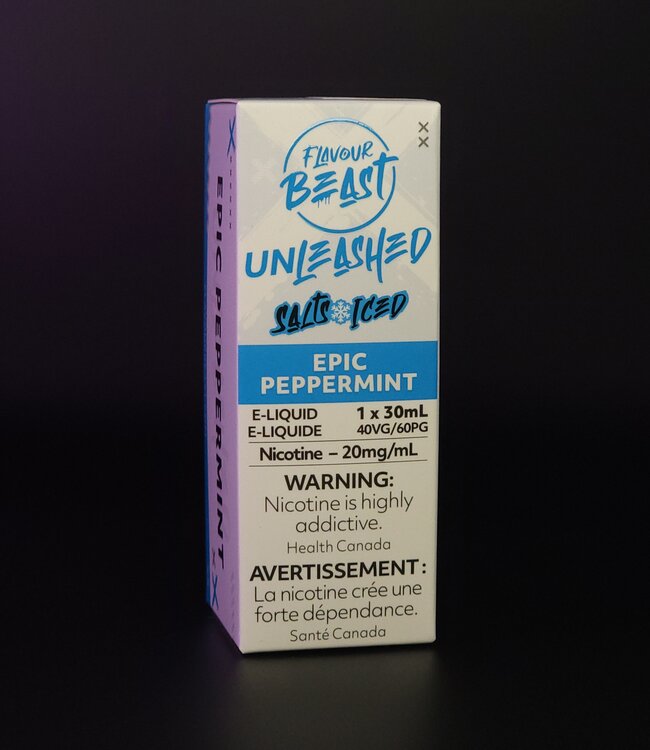 FLAVOUR
BEAST
UNLEASHED
SALTS ICED
EPIC
PEPPERMINT
E-LIQUID 1 x 30mL
E-LIQUIDE 40VG/60PG
Nicotine – 20mg/mL
WARNING:
Nicotine is highly
addictive.
Health Canada
AVERTISSEMENT :
La nicotine crée une
forte dépendance.
Santé Canada
EPIC PEPPERMINT